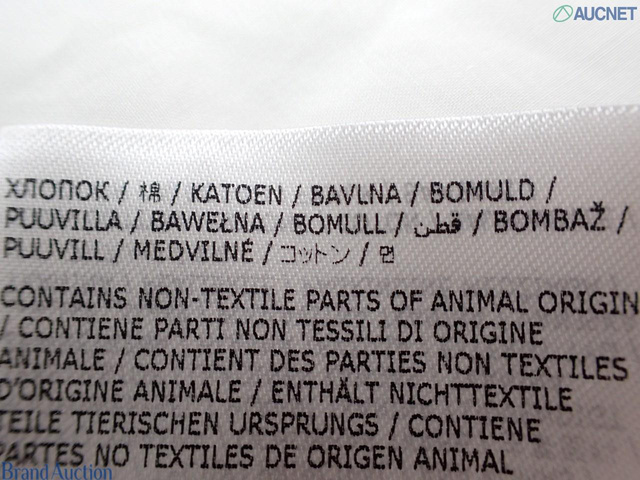 AUCNET
ХЛОПОК / 棉 / KATOEN / BAVLNA / BOMULD /
PUUVILLA / BAWEŁNA / BOMULL / قطن / BOMBAŽ /
PUUVILL / MEDVILNÉ / コットン / 면
CONTAINS NON-TEXTILE PARTS OF ANIMAL ORIGIN
/ CONTIENE PARTI NON TESSILI DI ORIGINE
ANIMALE / CONTIENT DES PARTIES NON TEXTILES
D'ORIGINE ANIMALE / ENTHÄLT NICHTTEXTILE
TEILE TIERISCHEN URSPRUNGS / CONTIENE
PARTES NO TEXTILES DE ORIGEN ANIMAL
Brand Auction